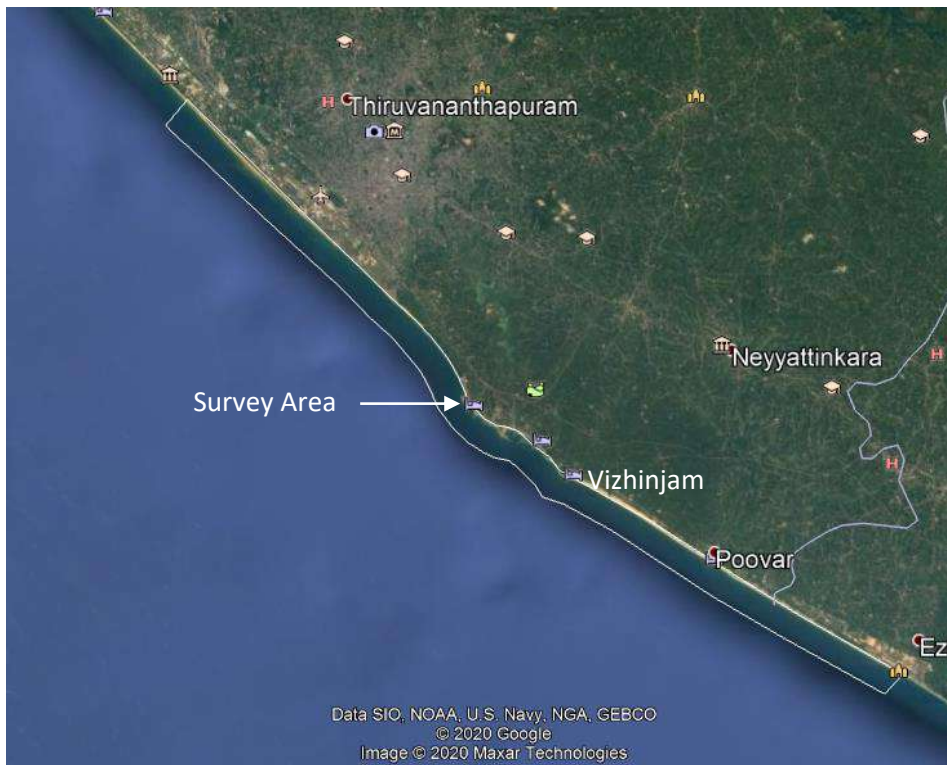 H
Thiruvananthapuram
M
Neyyattinkara
H
Survey Area
H
Vizhinjam
Poovar
Ez
Data SIO, NOAA, U.S. Navy, NGA, GEBCO
© 2020 Google
Image © 2020 Maxar Technologies